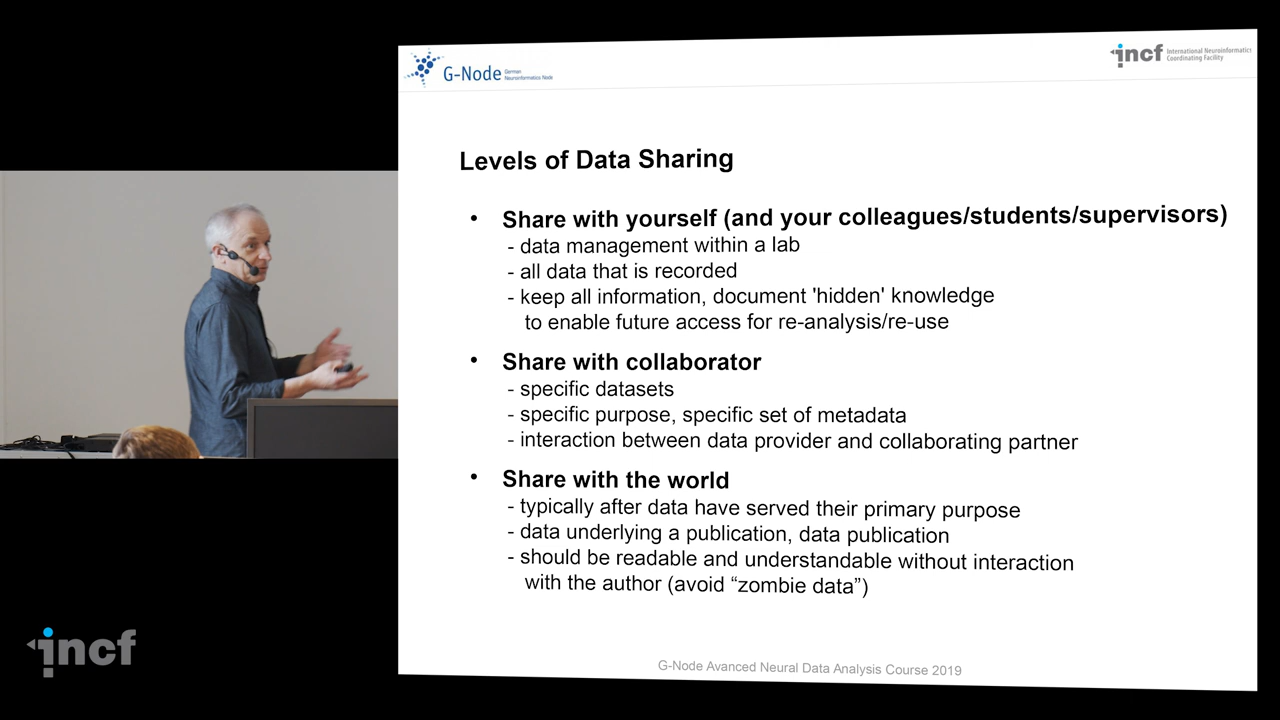 G-Node German
Neuroinformatics Node
incf International Neuroinformatics
Coordinating Facility
Levels of Data Sharing
• Share with yourself (and your colleagues/students/supervisors)
- data management within a lab
- all data that is recorded
- keep all information, document 'hidden' knowledge
to enable future access for re-analysis/re-use
• Share with collaborator
- specific datasets
- specific purpose, specific set of metadata
- interaction between data provider and collaborating partner
• Share with the world
- typically after data have served their primary purpose
- data underlying a publication, data publication
- should be readable and understandable without interaction
with the author (avoid “zombie data”)
G-Node Avanced Neural Data Analysis Course 2019
incf